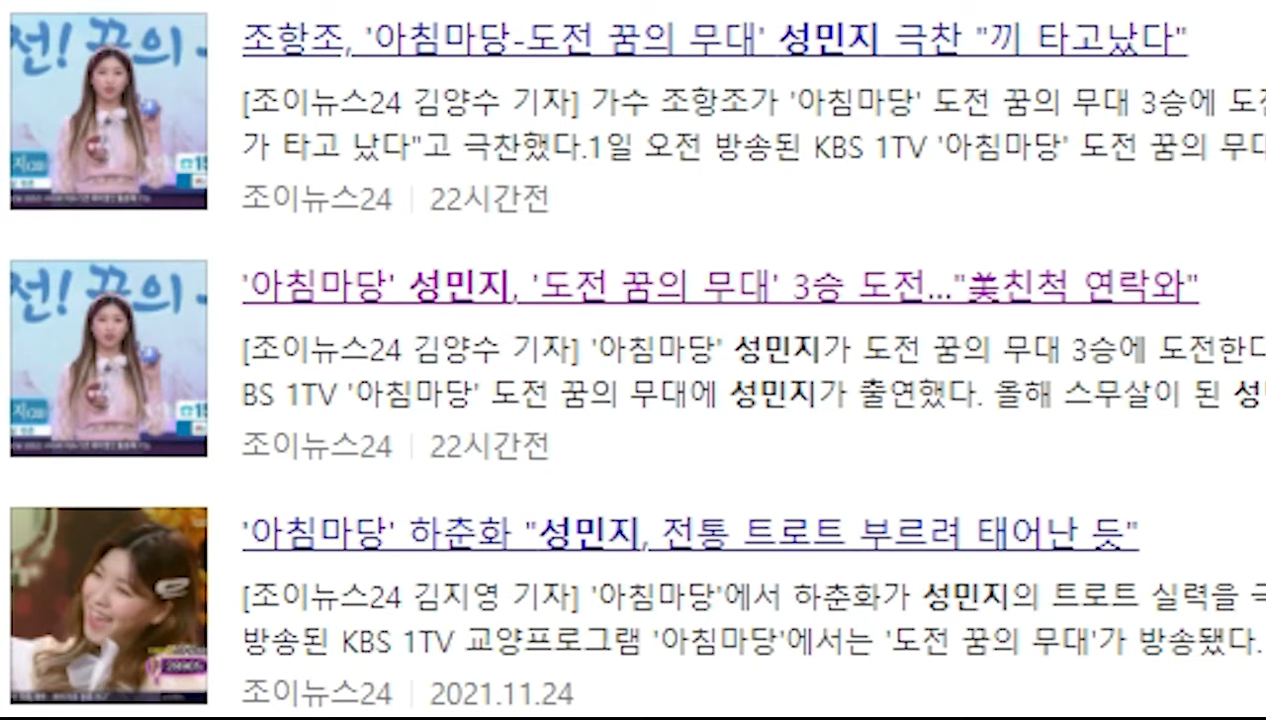 조항조, '아침마당-도전 꿈의 무대' 성민지 극찬 "끼 타고났다"
[조이뉴스24 김양수 기자] 가수 조항조가 '아침마당' 도전 꿈의 무대 3승에 도전
가 타고 났다"고 극찬했다.1일 오전 방송된 KBS 1TV '아침마당' 도전 꿈의 무대
조이뉴스24 | 22시간전
'아침마당' 성민지, '도전 꿈의 무대' 3승 도전..."美친척 연락와"
[조이뉴스24 김양수 기자] '아침마당' 성민지가 도전 꿈의 무대 3승에 도전한다
BS 1TV '아침마당' 도전 꿈의 무대에 성민지가 출연했다. 올해 스무살이 된 성
조이뉴스24 | 22시간전
'아침마당' 하춘화 "성민지, 전통 트로트 부르려 태어난 듯"
[조이뉴스24 김지영 기자] '아침마당'에서 하춘화가 성민지의 트로트 실력을
방송된 KBS 1TV 교양프로그램 '아침마당'에서는 '도전 꿈의 무대'가 방송됐다.
조이뉴스24 | 2021.11.24